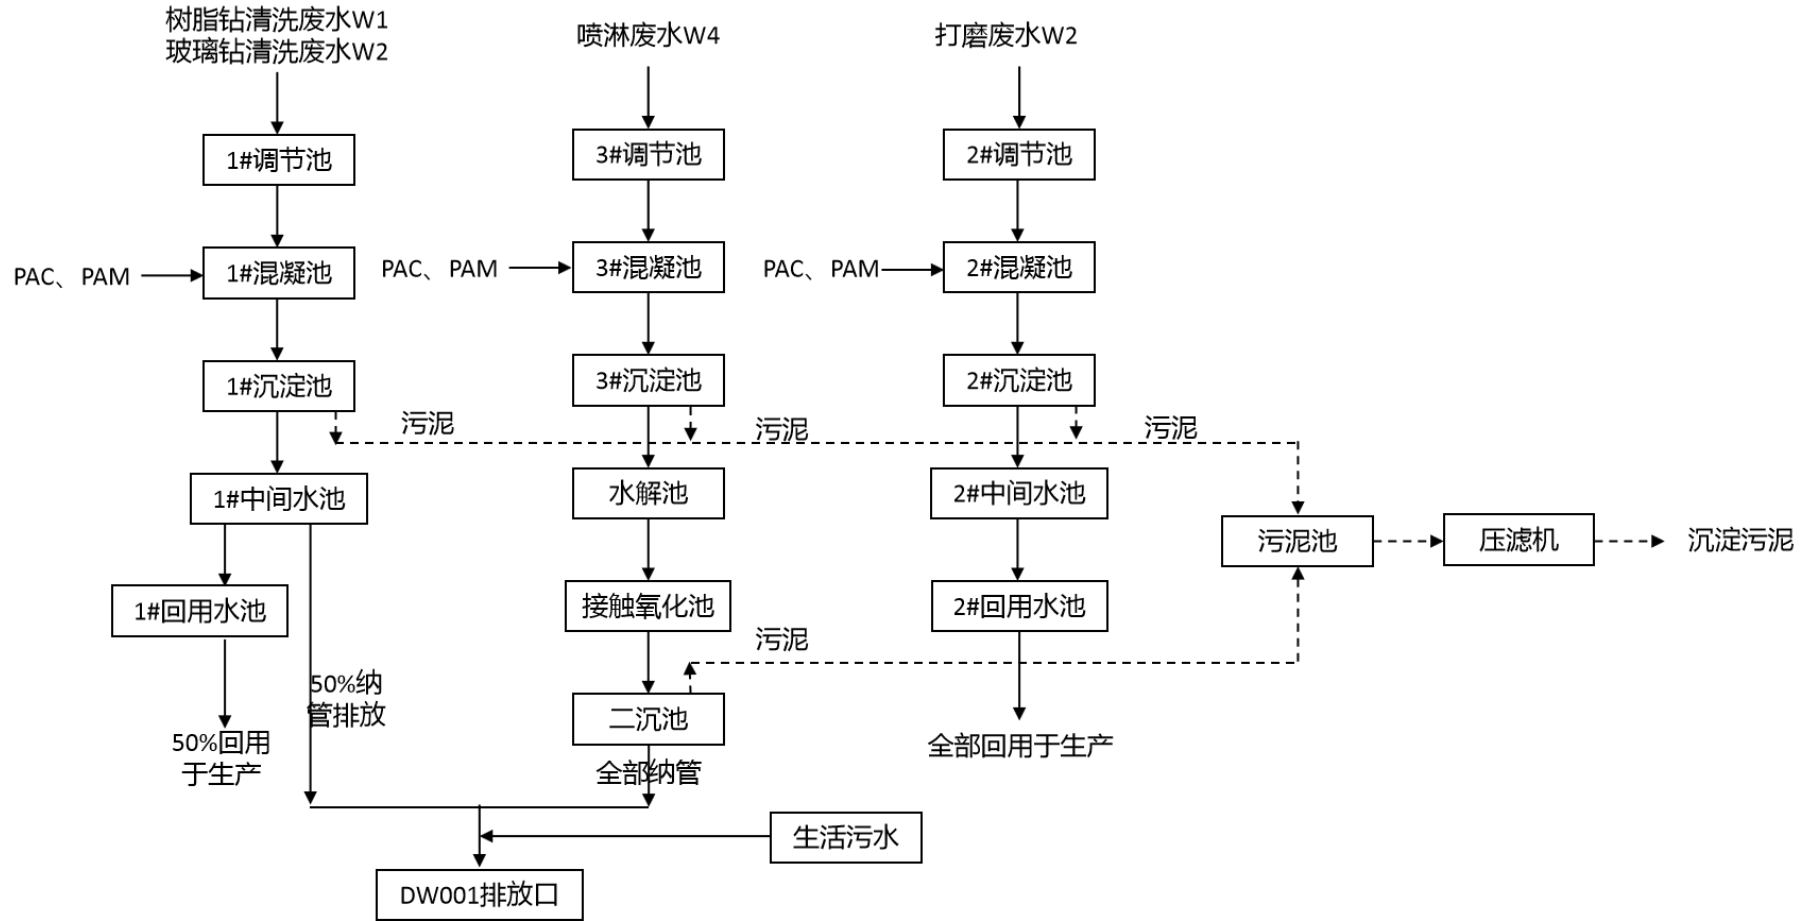 树脂钻清洗废水W1
玻璃钻清洗废水W2
喷淋废水W4
打磨废水W2
1#调节池
3#调节池
2#调节池
PAC、PAM
1#混凝池
PAC、PAM
3#混凝池
PAC、PAM
2#混凝池
1#沉淀池
3#沉淀池
2#沉淀池
污泥
污泥
污泥
1#中间水池
水解池
2#中间水池
污泥池
压滤机
沉淀污泥
1#回用水池
接触氧化池
2#回用水池
污泥
50%纳
管排放
二沉池
50%回用
于生产
全部纳管
全部回用于生产
生活污水
DW001排放口